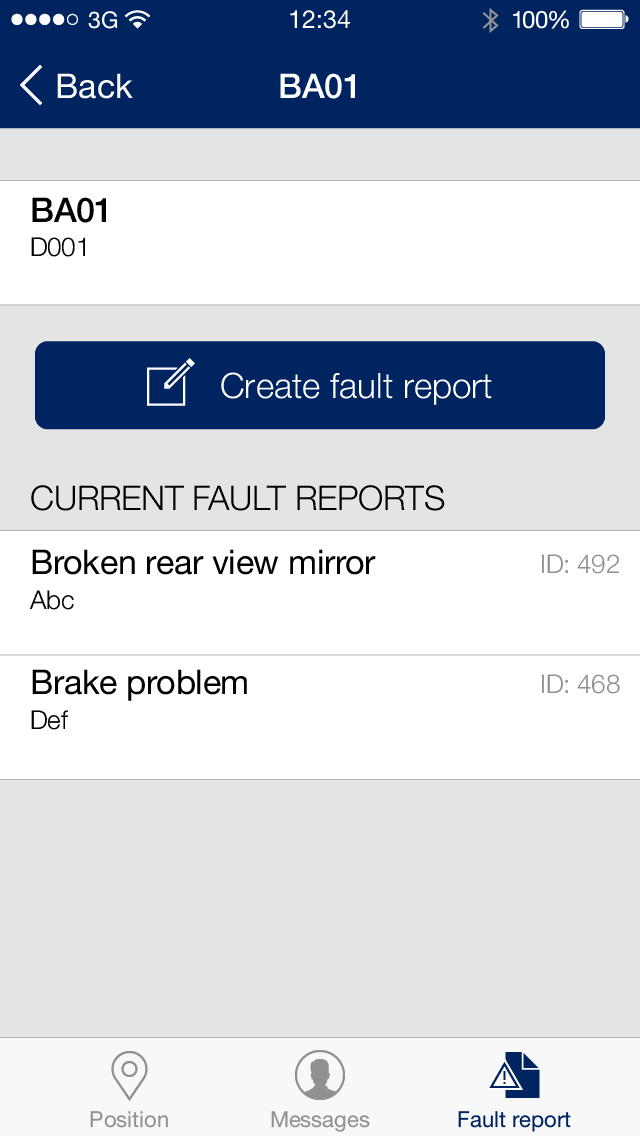 3G 12:34 100%
Back BA01
BA01
D001
Create fault report
CURRENT FAULT REPORTS
Broken rear view mirror ID: 492
Abc
Brake problem ID: 468
Def
Position Messages Fault report